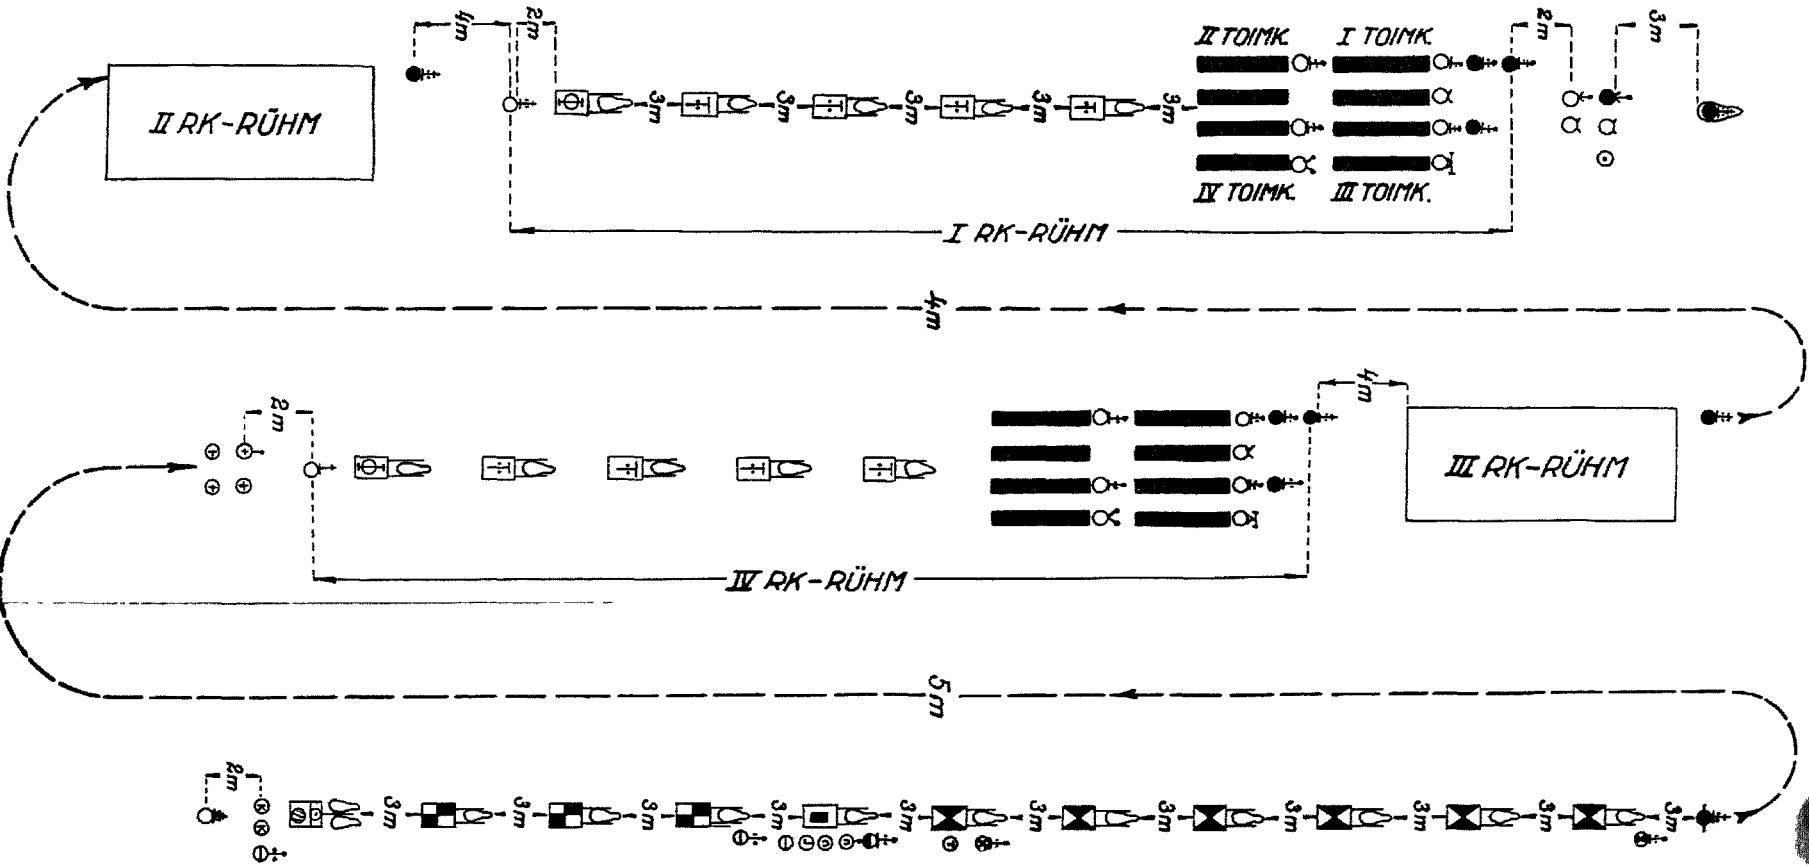 4m 2m 2m 3m
II TOIMK. I TOIMK.
II RK-RÜHM
3m 3m 3m 3m 3m
IV TOIMK. III TOIMK.
I RK-RÜHM
4m
4m
2m
III RK-RÜHM
IV RK-RÜHM
5m
2m
3m 3m 3m 3m 3m 3m 3m 3m 3m 3m 3m